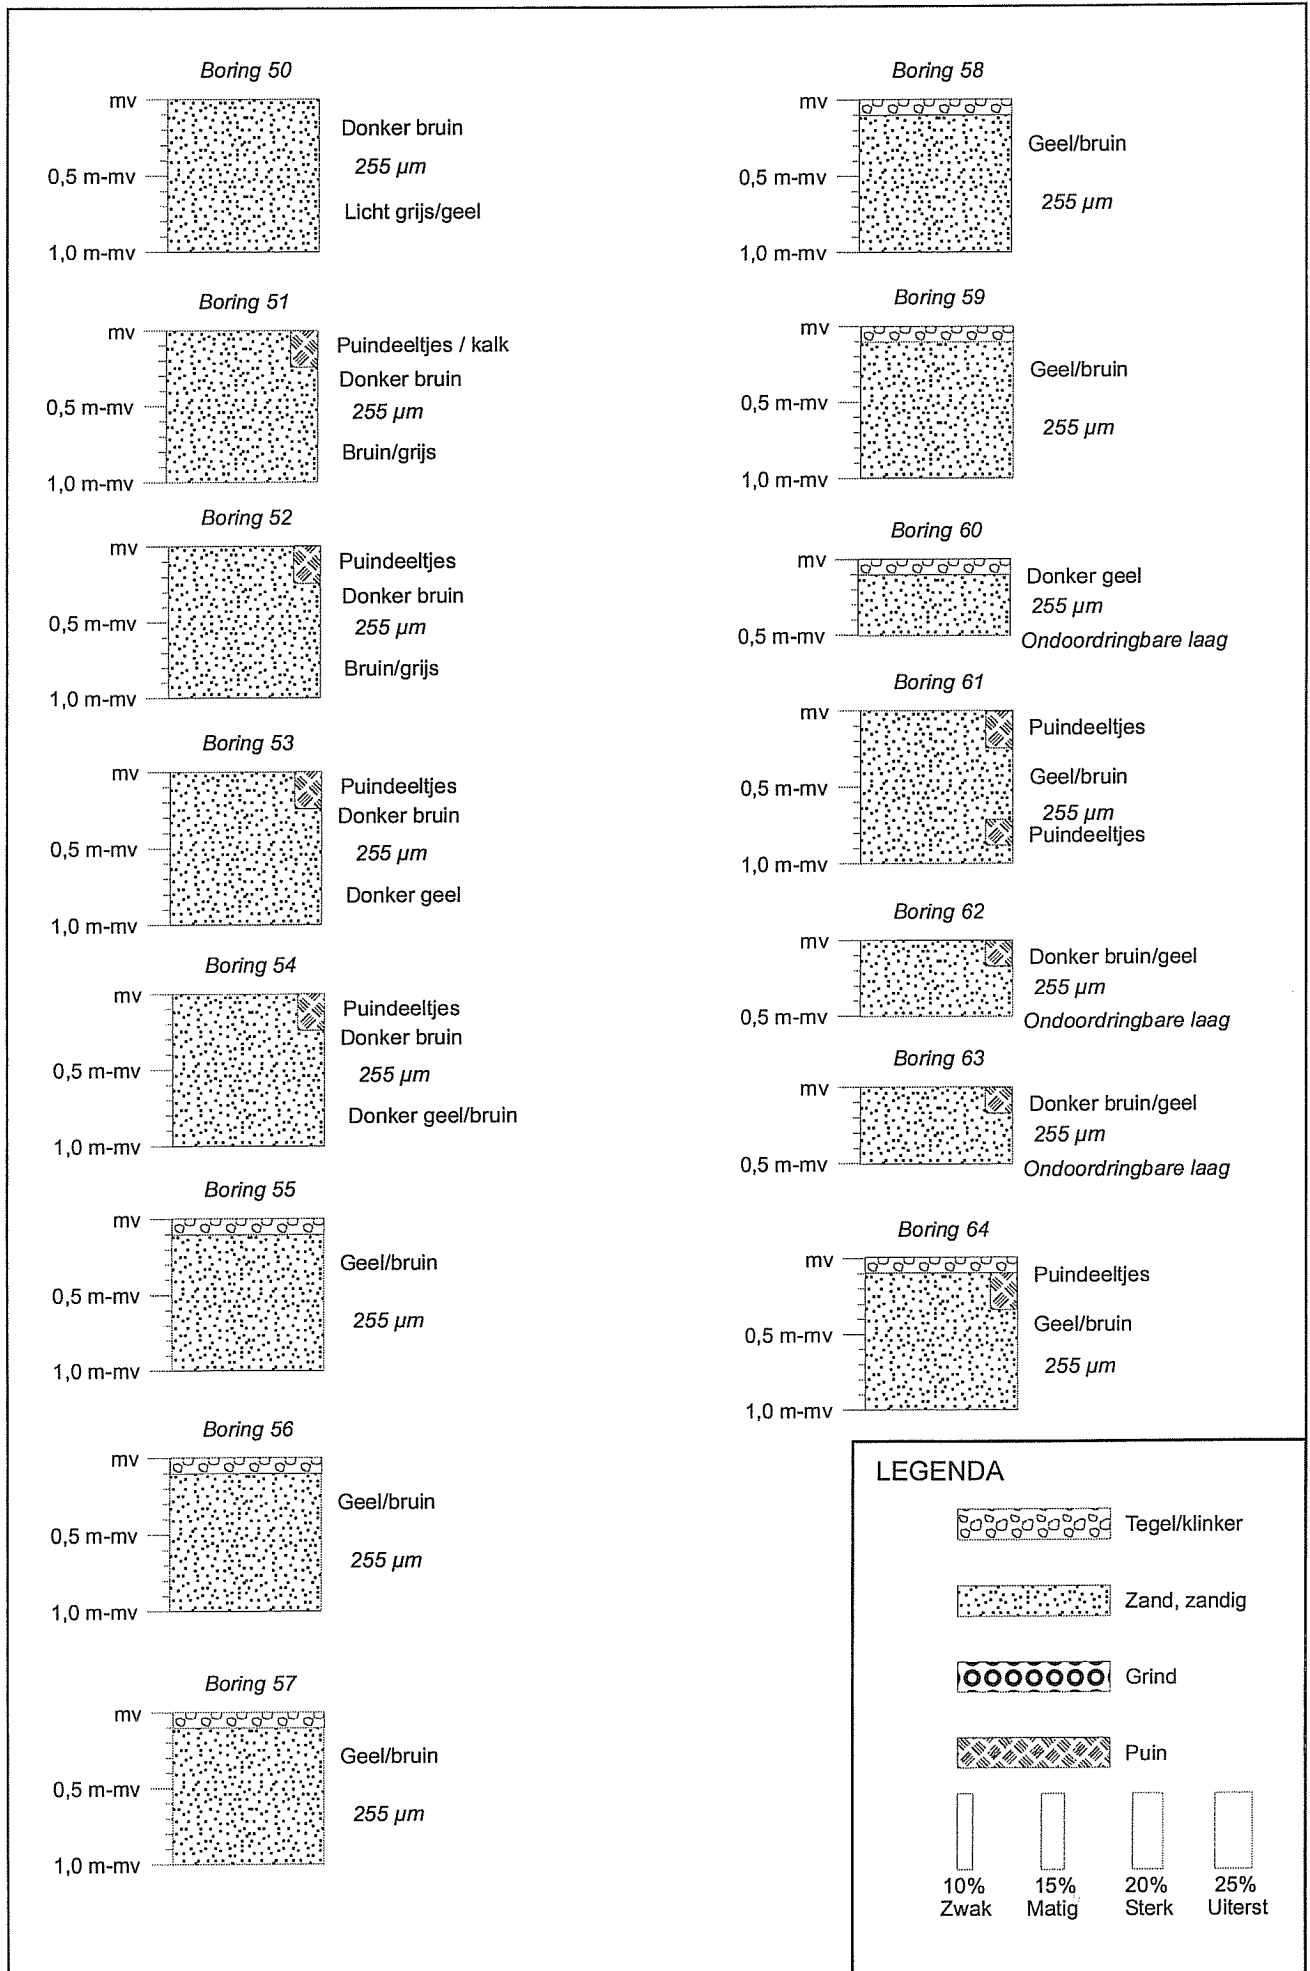 Boring 50
mv
Donker bruin
255 µm
0,5 m-mv
Licht grijs/geel
1,0 m-mv
Boring 51
mv
Puindeeltjes / kalk
Donker bruin
0,5 m-mv
255 µm
Bruin/grijs
1,0 m-mv
Boring 52
mv
Puindeeltjes
Donker bruin
0,5 m-mv
255 µm
Bruin/grijs
1,0 m-mv
Boring 53
mv
Puindeeltjes
Donker bruin
0,5 m-mv
255 µm
Donker geel
1,0 m-mv
Boring 54
mv
Puindeeltjes
Donker bruin
0,5 m-mv
255 µm
Donker geel/bruin
1,0 m-mv
Boring 55
mv
Geel/bruin
0,5 m-mv
255 µm
1,0 m-mv
Boring 56
mv
Geel/bruin
0,5 m-mv
255 µm
1,0 m-mv
Boring 57
mv
Geel/bruin
0,5 m-mv
255 µm
1,0 m-mv
Boring 58
mv
Geel/bruin
0,5 m-mv
255 µm
1,0 m-mv
Boring 59
mv
Geel/bruin
0,5 m-mv
255 µm
1,0 m-mv
Boring 60
mv
Donker geel
255 µm
0,5 m-mv
Ondoordringbare laag
Boring 61
mv
Puindeeltjes
Geel/bruin
0,5 m-mv
255 µm
Puindeeltjes
1,0 m-mv
Boring 62
mv
Donker bruin/geel
255 µm
0,5 m-mv
Ondoordringbare laag
Boring 63
mv
Donker bruin/geel
255 µm
0,5 m-mv
Ondoordringbare laag
Boring 64
mv
Puindeeltjes
Geel/bruin
0,5 m-mv
255 µm
1,0 m-mv
LEGENDA
Tegel/klinker
Zand, zandig
Grind
Puin
10% 15% 20% 25%
Zwak Matig Sterk Uiterst